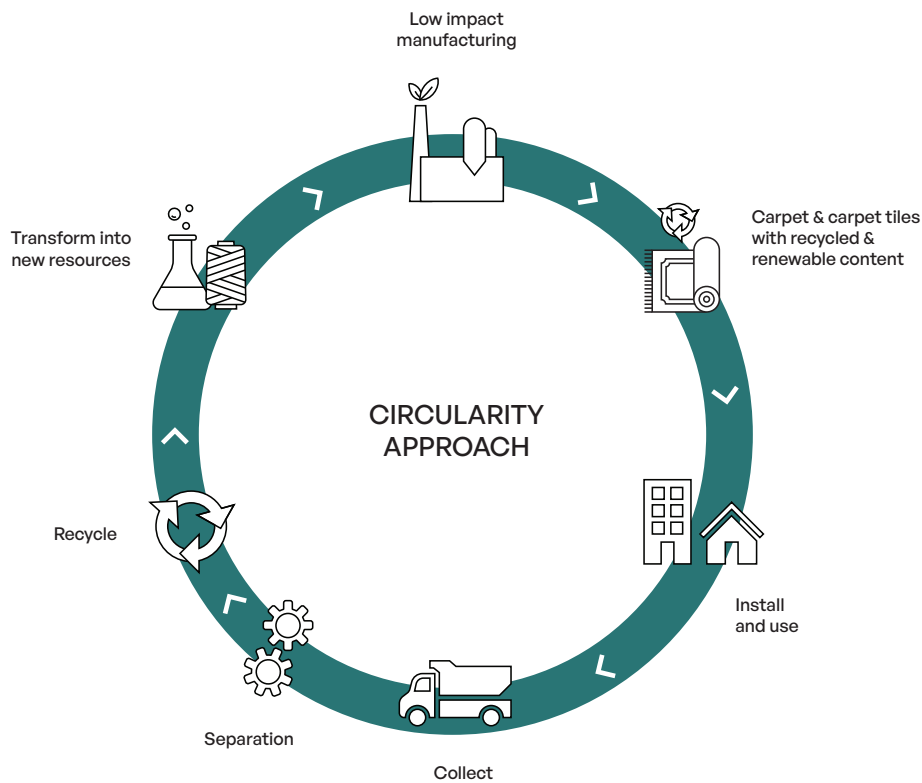 Low impact
manufacturing
Carpet & carpet tiles
with recycled &
renewable content
Transform into
new resources
CIRCULARITY
APPROACH
Recycle
Install
and use
Separation
Collect